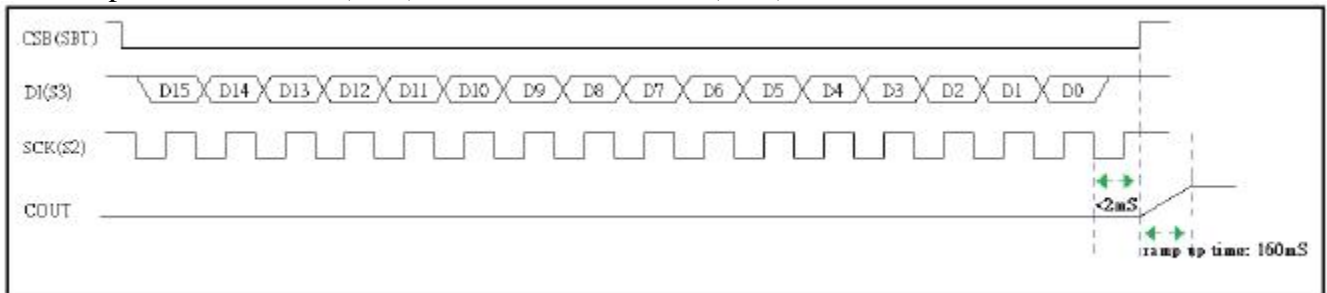 CSB(SBT)
DI(S3) D15 D14 D13 D12 D11 D10 D9 D8 D7 D6 D5 D4 D3 D2 D1 D0
SCK(S2)
COUT
<2mS
ramp up time: 160mS